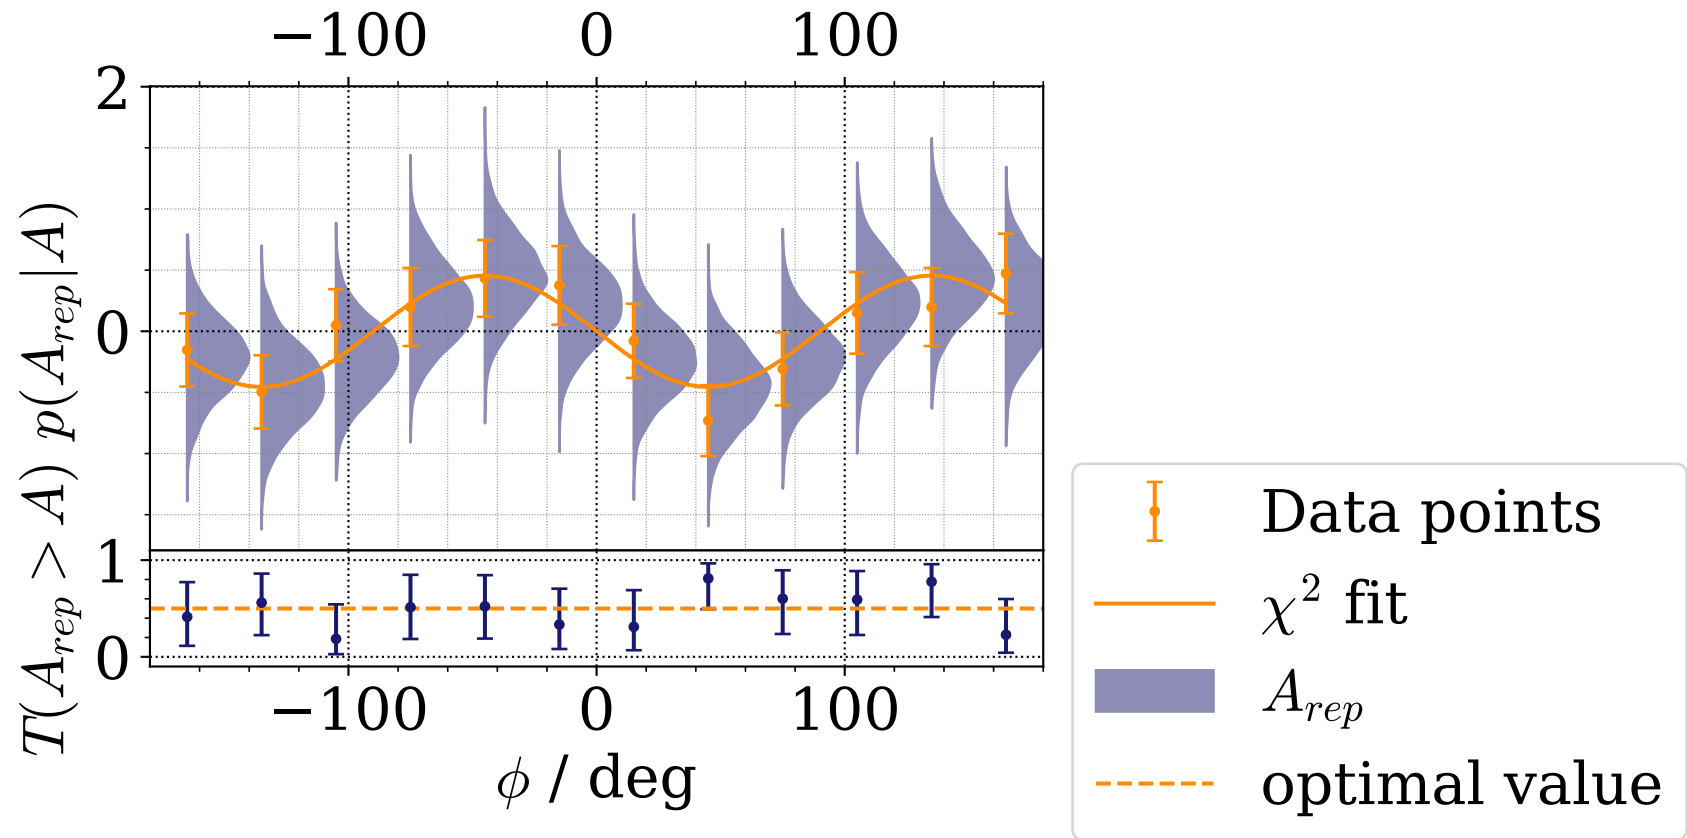 −100 0 100
2
0
p(A_rep|A)
1
0
T(A_rep > A)
−100 0 100
ϕ / deg
Data points
χ² fit
A_rep
optimal value